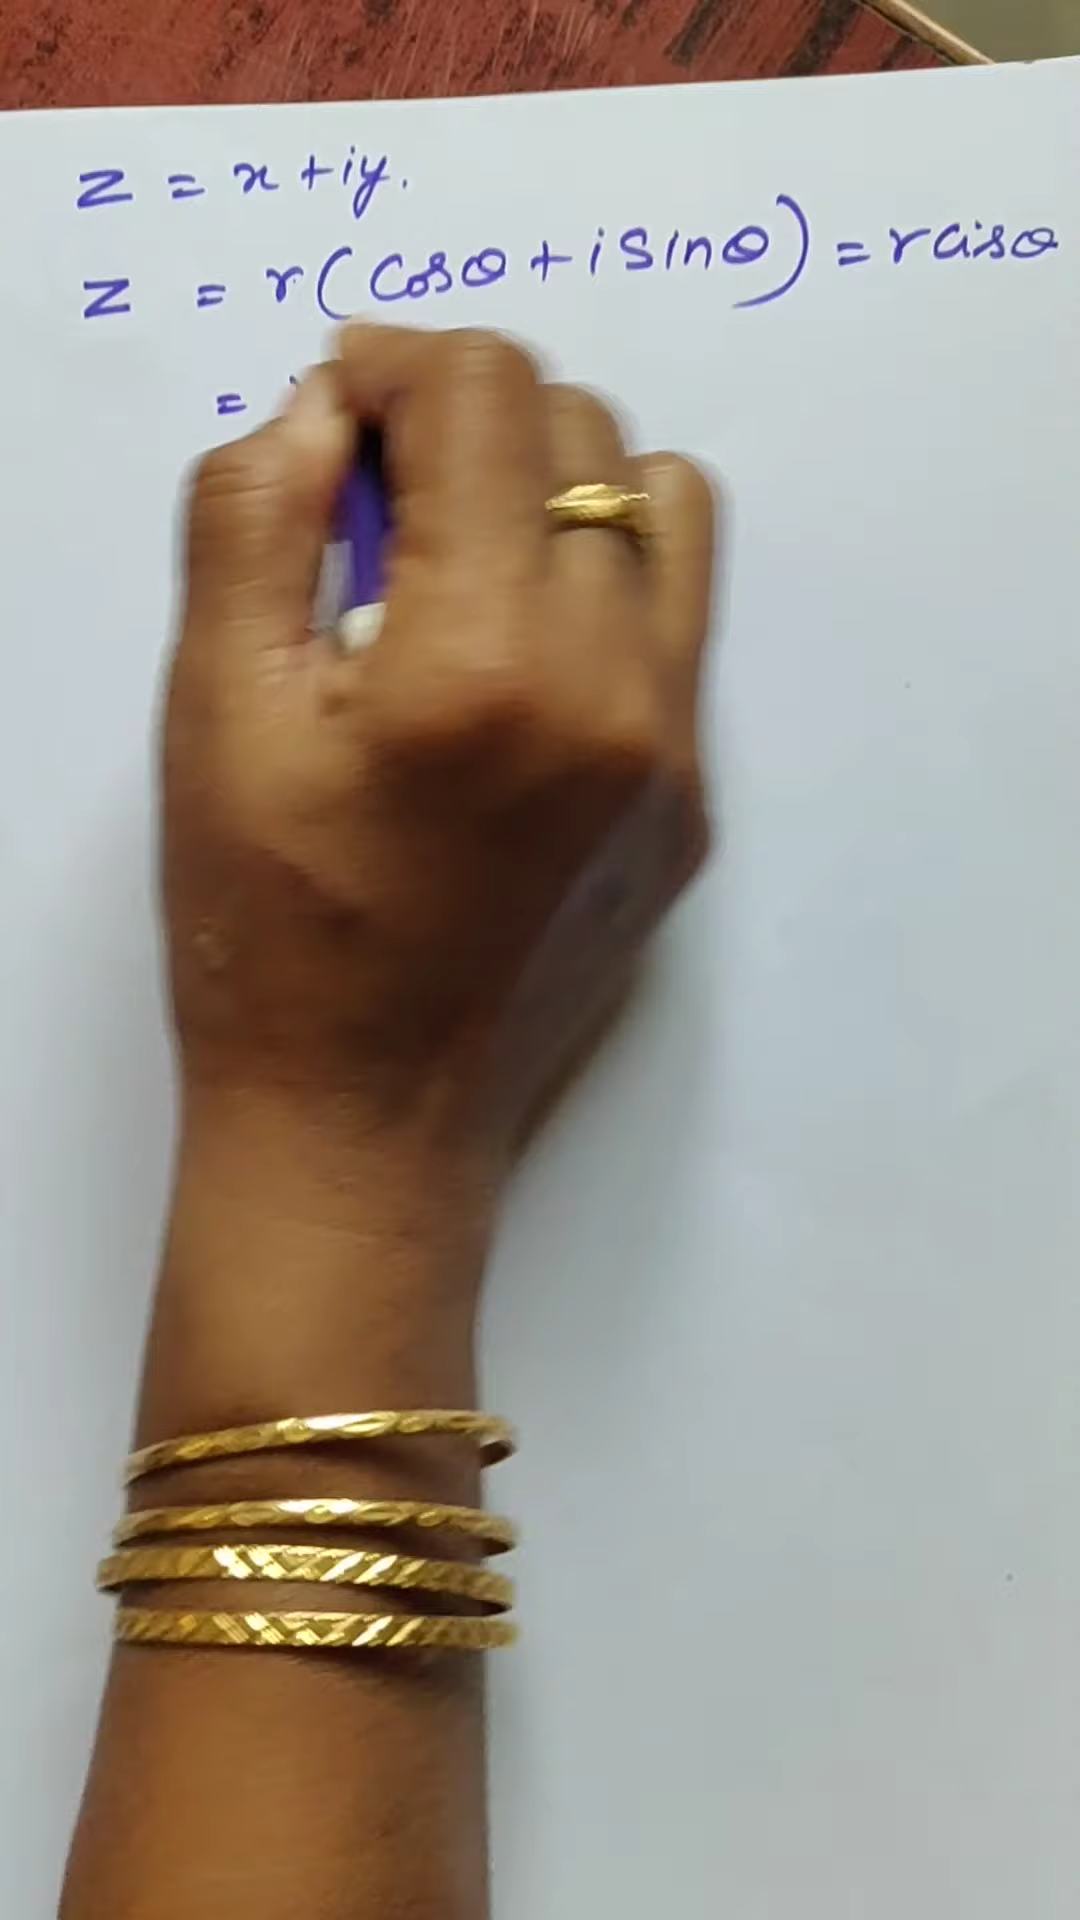 z = x + iy.
z = r(cosθ + i sinθ) = r cisθ
=